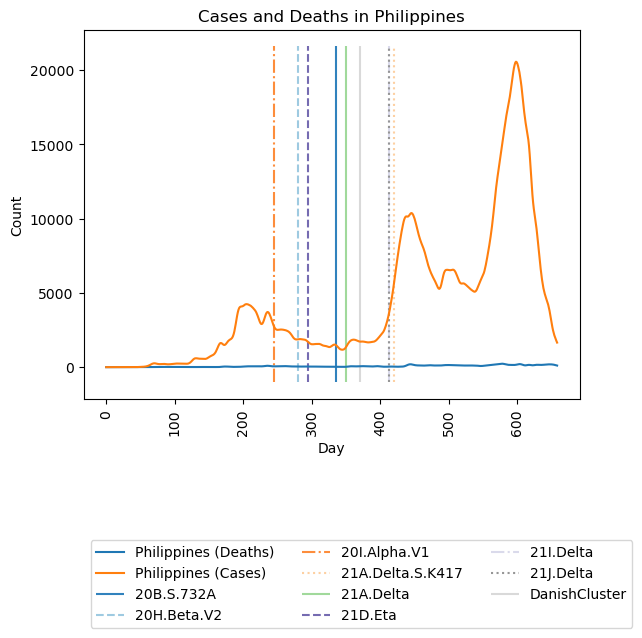 Cases and Deaths in Philippines
Count
20000
15000
10000
5000
0
0 100 200 300 400 500 600
Day
Philippines (Deaths) 20I.Alpha.V1 21I.Delta
Philippines (Cases) 21A.Delta.S.K417 21J.Delta
20B.S.732A 21A.Delta DanishCluster
20H.Beta.V2 21D.Eta